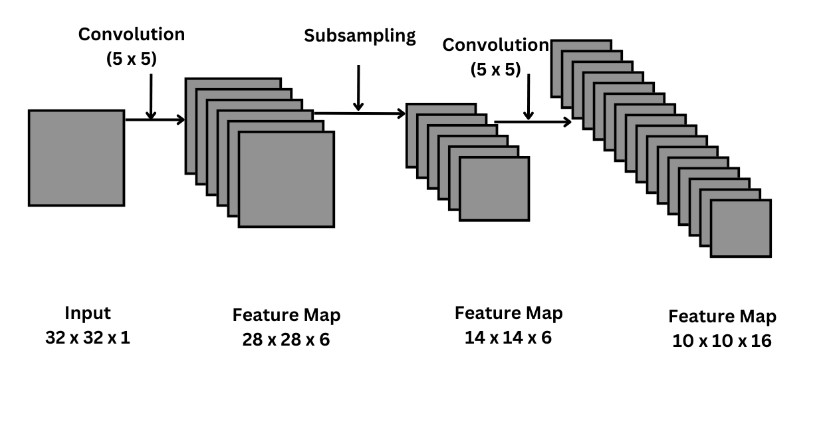 Convolution
(5 x 5)
Subsampling
Convolution
(5 x 5)
Input
32 x 32 x 1
Feature Map
28 x 28 x 6
Feature Map
14 x 14 x 6
Feature Map
10 x 10 x 16